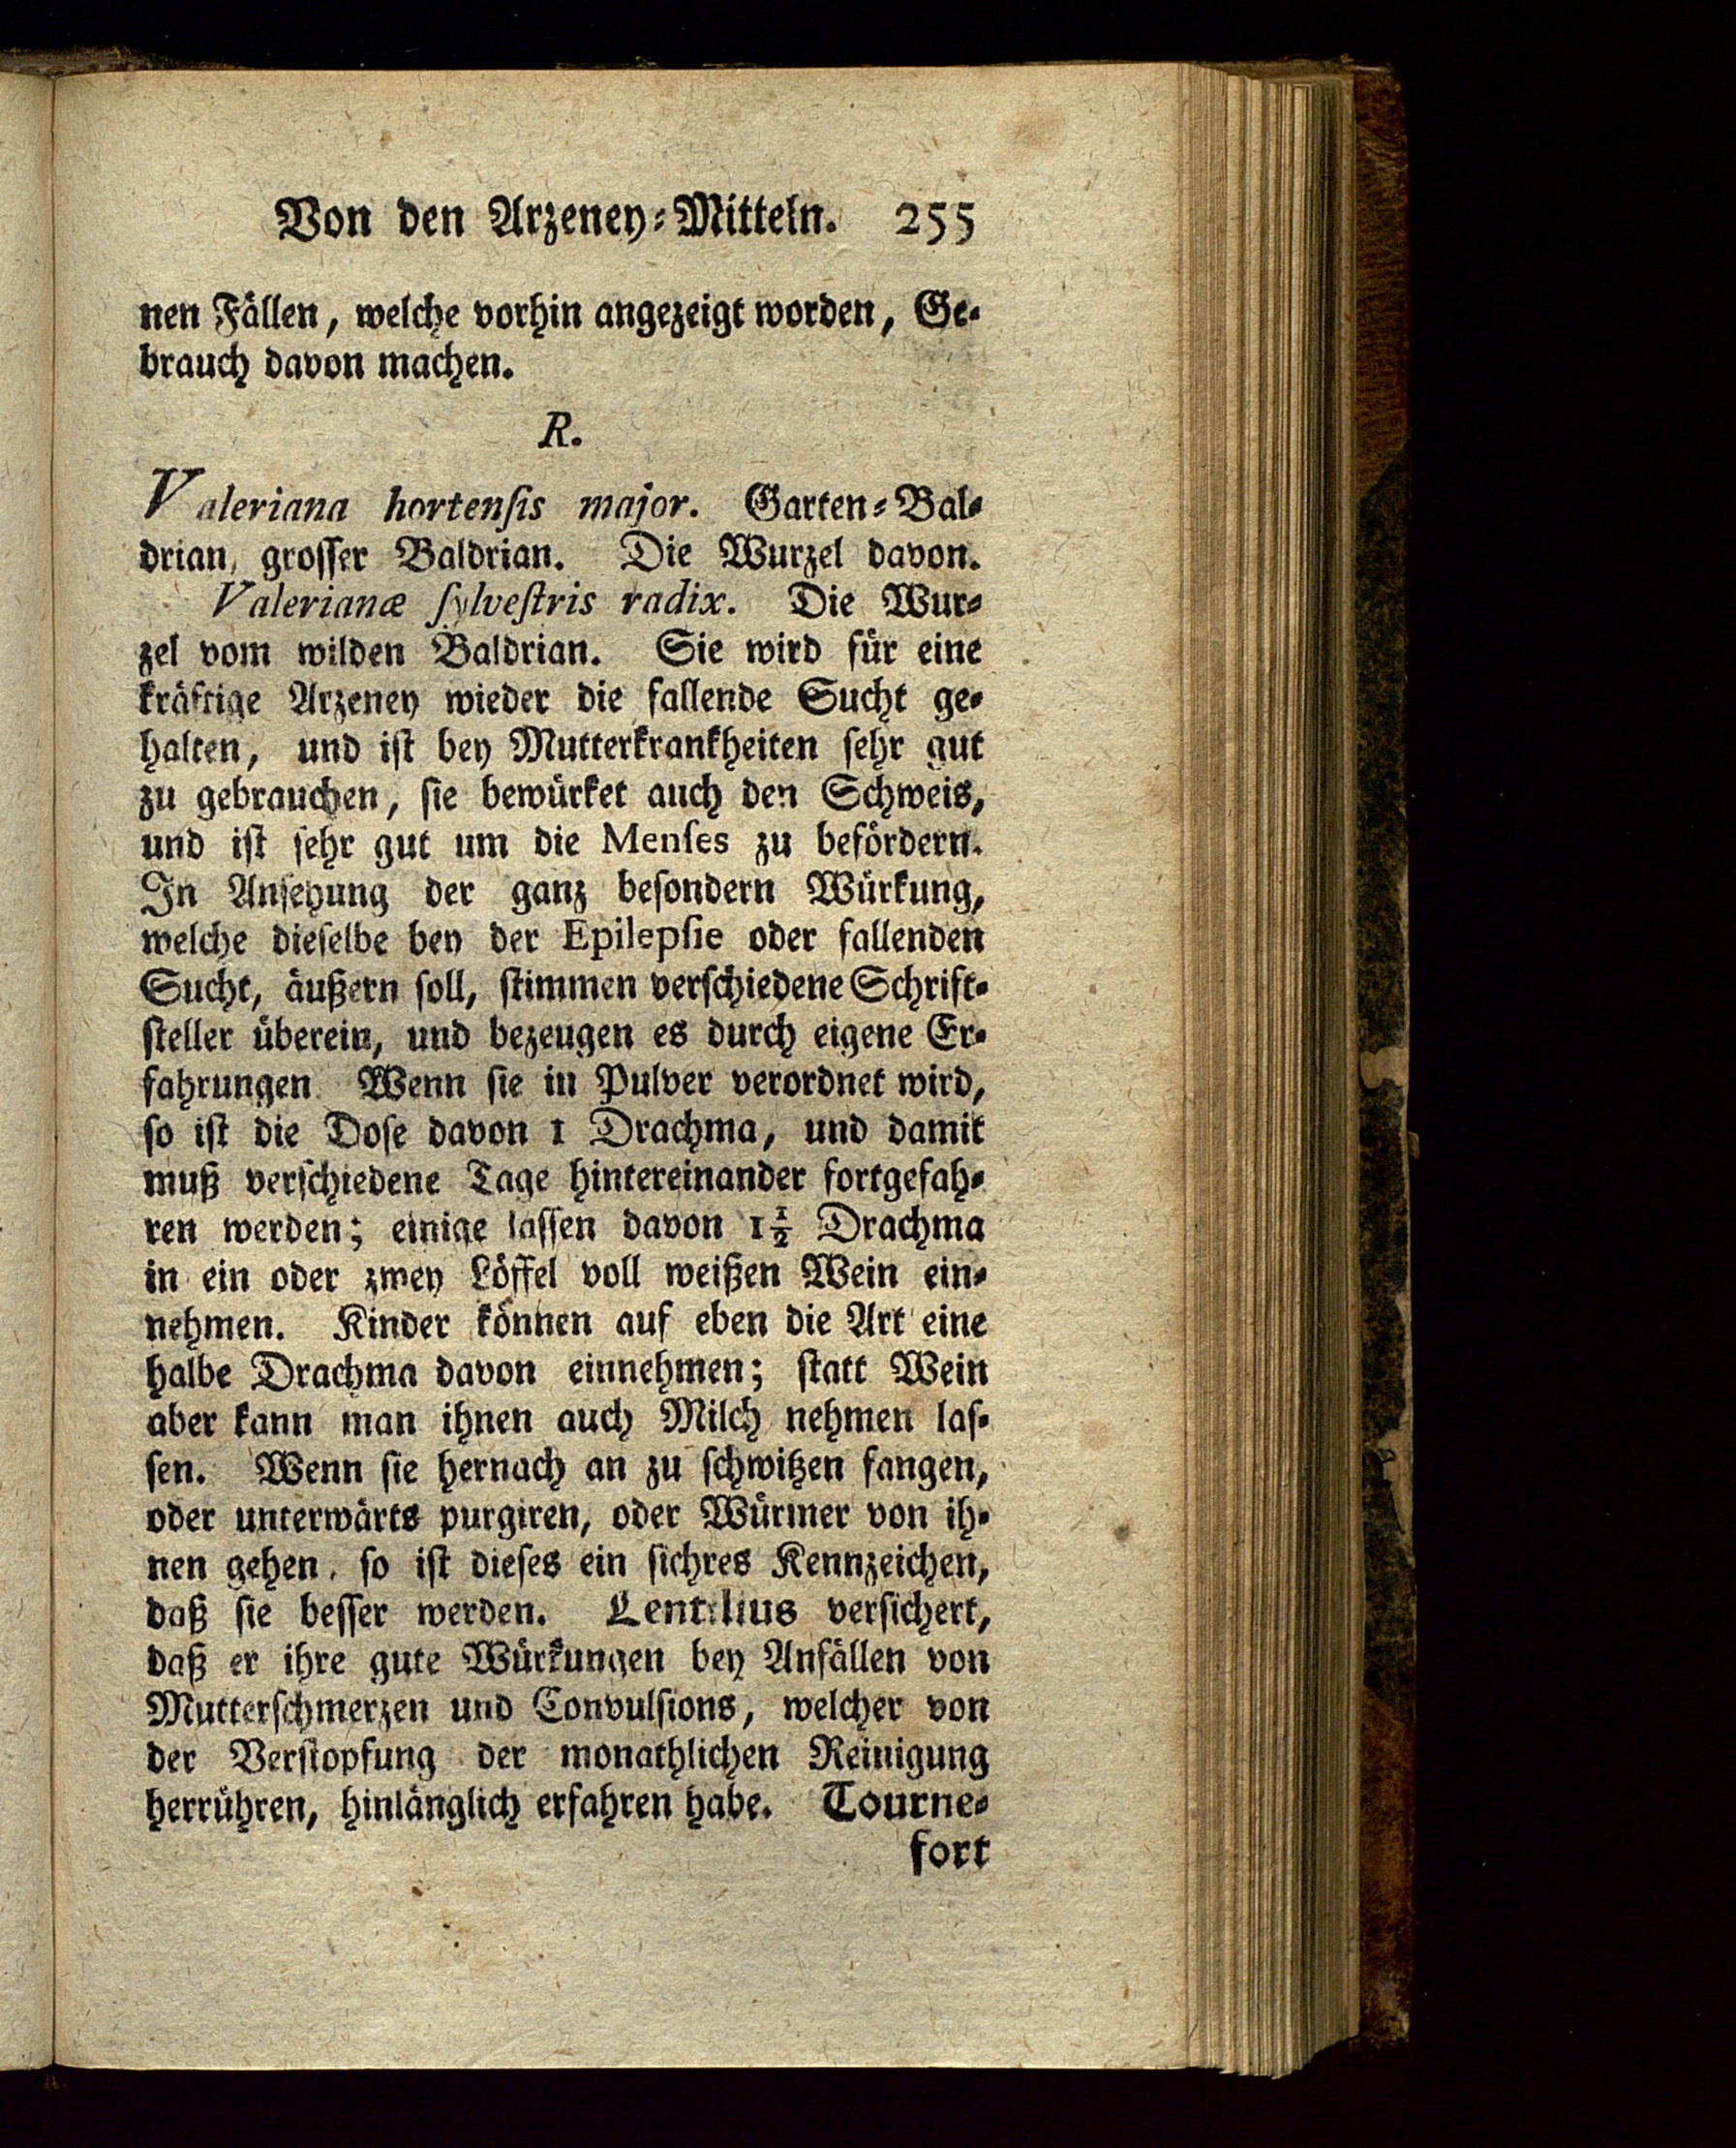 Von den Arzeney-Mitteln. 255
nen Fällen, welche vorhin angezeigt worden, Ge-
brauch davon machen.
R.
Valeriana hortenſis major. Garten-Bal-
drian, groſſer Baldrian. Die Wurzel davon.
Valerianæ ſylveſtris radix. Die Wur-
zel vom wilden Baldrian. Sie wird für eine
kräftige Arzeney wieder die fallende Sucht ge-
halten, und iſt bey Mutterkrankheiten ſehr gut
zu gebrauchen, ſie bewürket auch den Schweis,
und iſt ſehr gut um die Menſes zu befördern.
In Anſehung der ganz beſondern Würkung,
welche dieſelbe bey der Epilepſie oder fallenden
Sucht, äußern ſoll, ſtimmen verſchiedene Schrift-
ſteller überein, und bezeugen es durch eigene Er-
fahrungen Wenn ſie in Pulver verordnet wird,
ſo iſt die Doſe davon 1 Drachma, und damit
muß verſchiedene Tage hintereinander fortgefah-
ren werden; einige laſſen davon 1½ Drachma
in ein oder zwey Löffel voll weißen Wein ein-
nehmen. Kinder können auf eben die Art eine
halbe Drachma davon einnehmen; ſtatt Wein
aber kann man ihnen auch Milch nehmen laſ-
ſen. Wenn ſie hernach an zu ſchwitzen fangen,
oder unterwärts purgiren, oder Würmer von ih-
nen gehen, ſo iſt dieſes ein ſichres Kennzeichen,
daß ſie beſſer werden. Lentilius verſichert,
daß er ihre gute Würkungen bey Anfällen von
Mutterſchmerzen und Convulſions, welcher von
der Verſtopfung der monathlichen Reinigung
herrühren, hinlänglich erfahren habe. Tourne-
fort